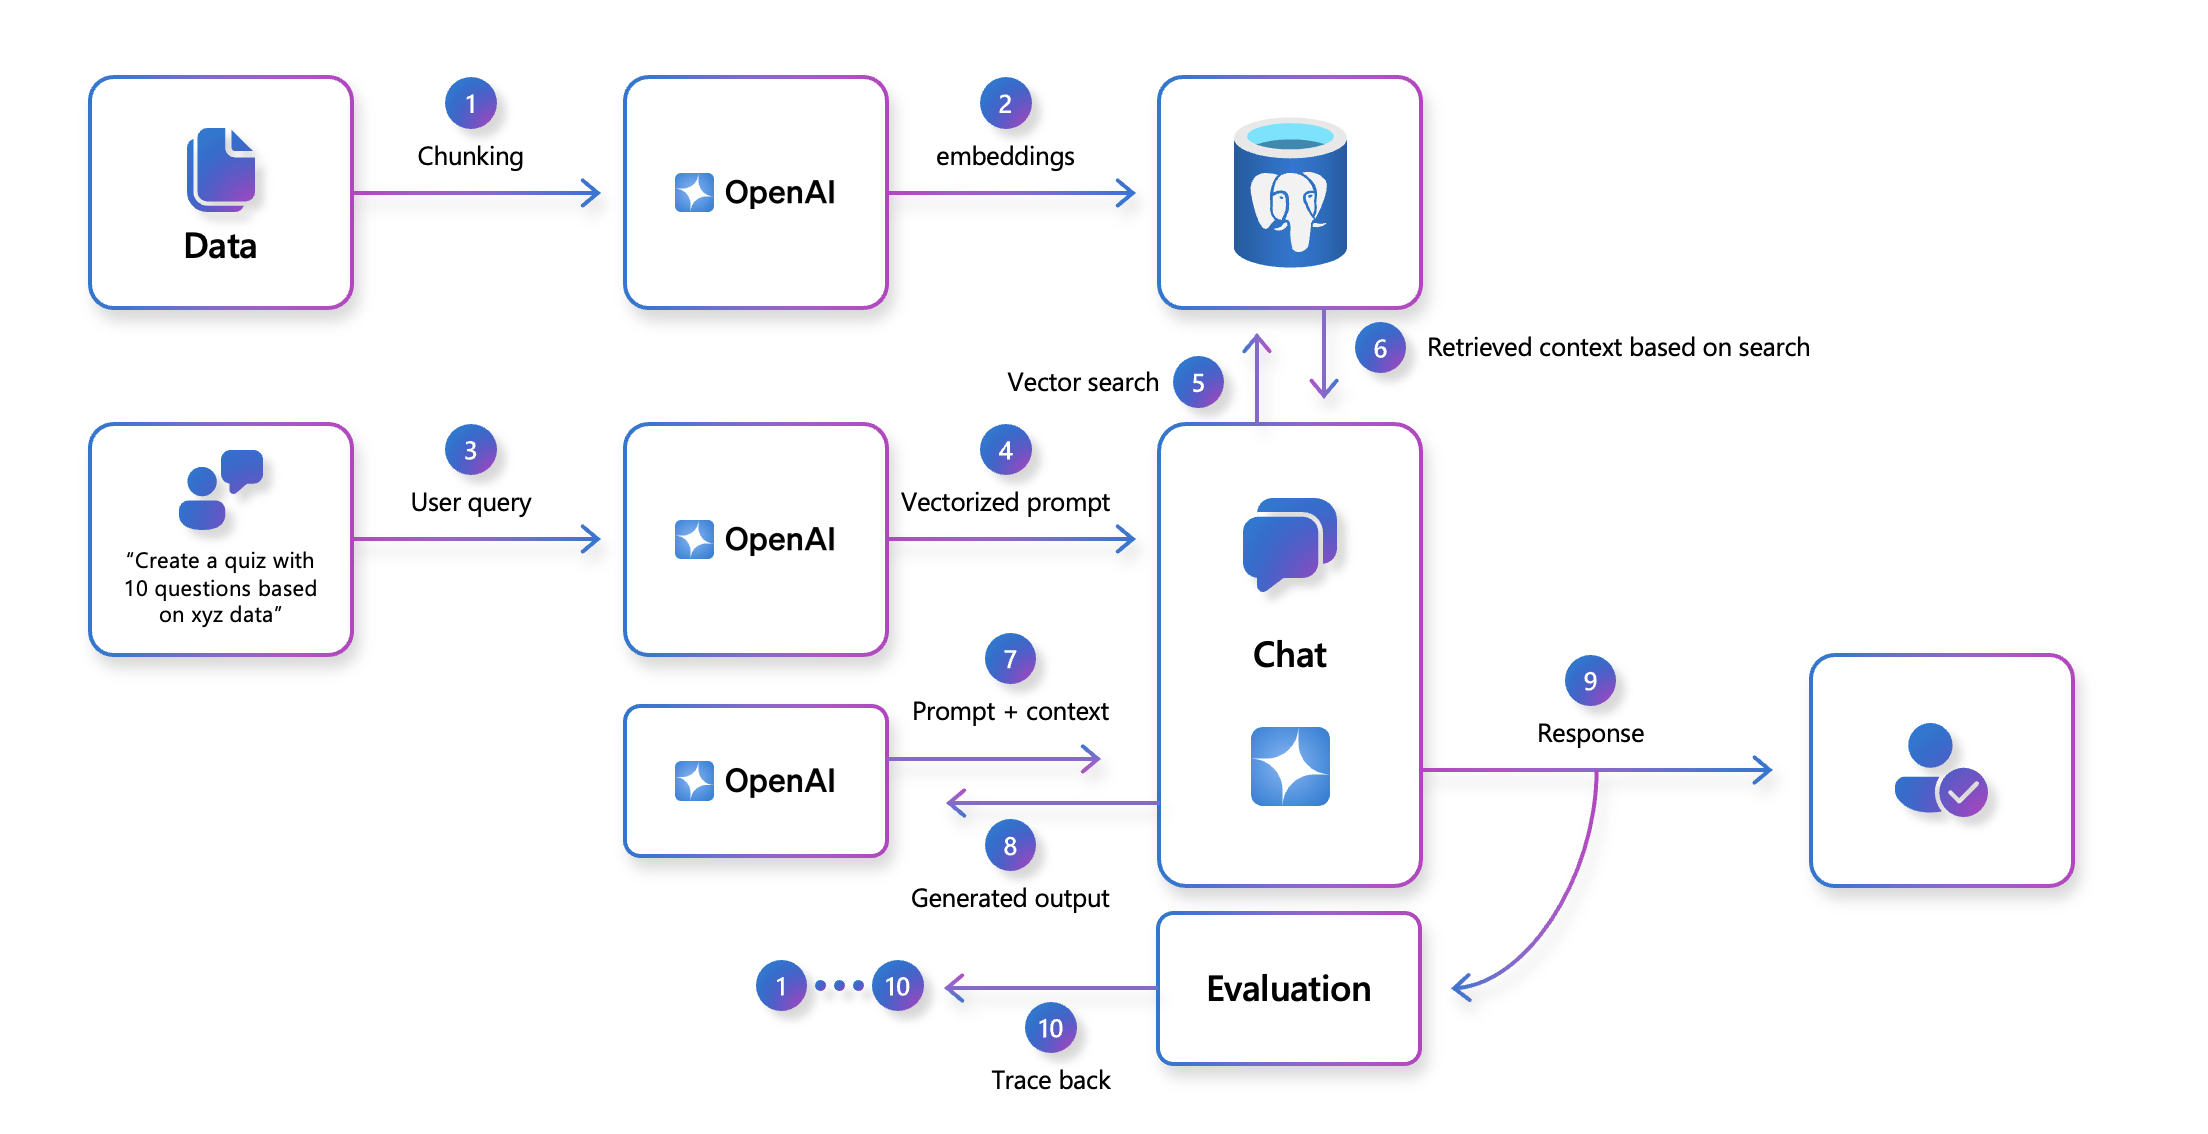 1
Chunking
Data
OpenAI
2
embeddings
6
Retrieved context based on search
Vector search
5
3
User query
“Create a quiz with
10 questions based
on xyz data”
OpenAI
4
Vectorized prompt
Chat
7
Prompt + context
OpenAI
8
Generated output
9
Response
Evaluation
1
10
10
Trace back